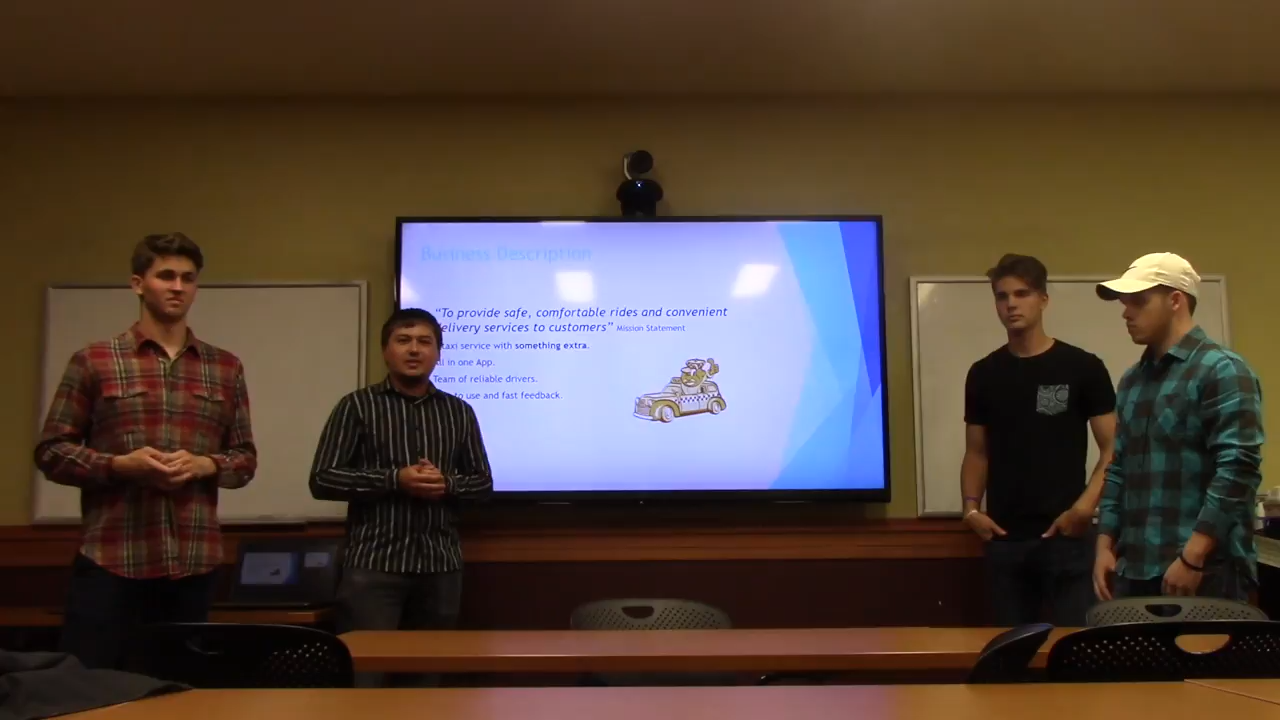 Business Description
“To provide safe, comfortable rides and convenient
delivery services to customers” Mission Statement
taxi service with something extra.
All in one App.
Team of reliable drivers.
to use and fast feedback.